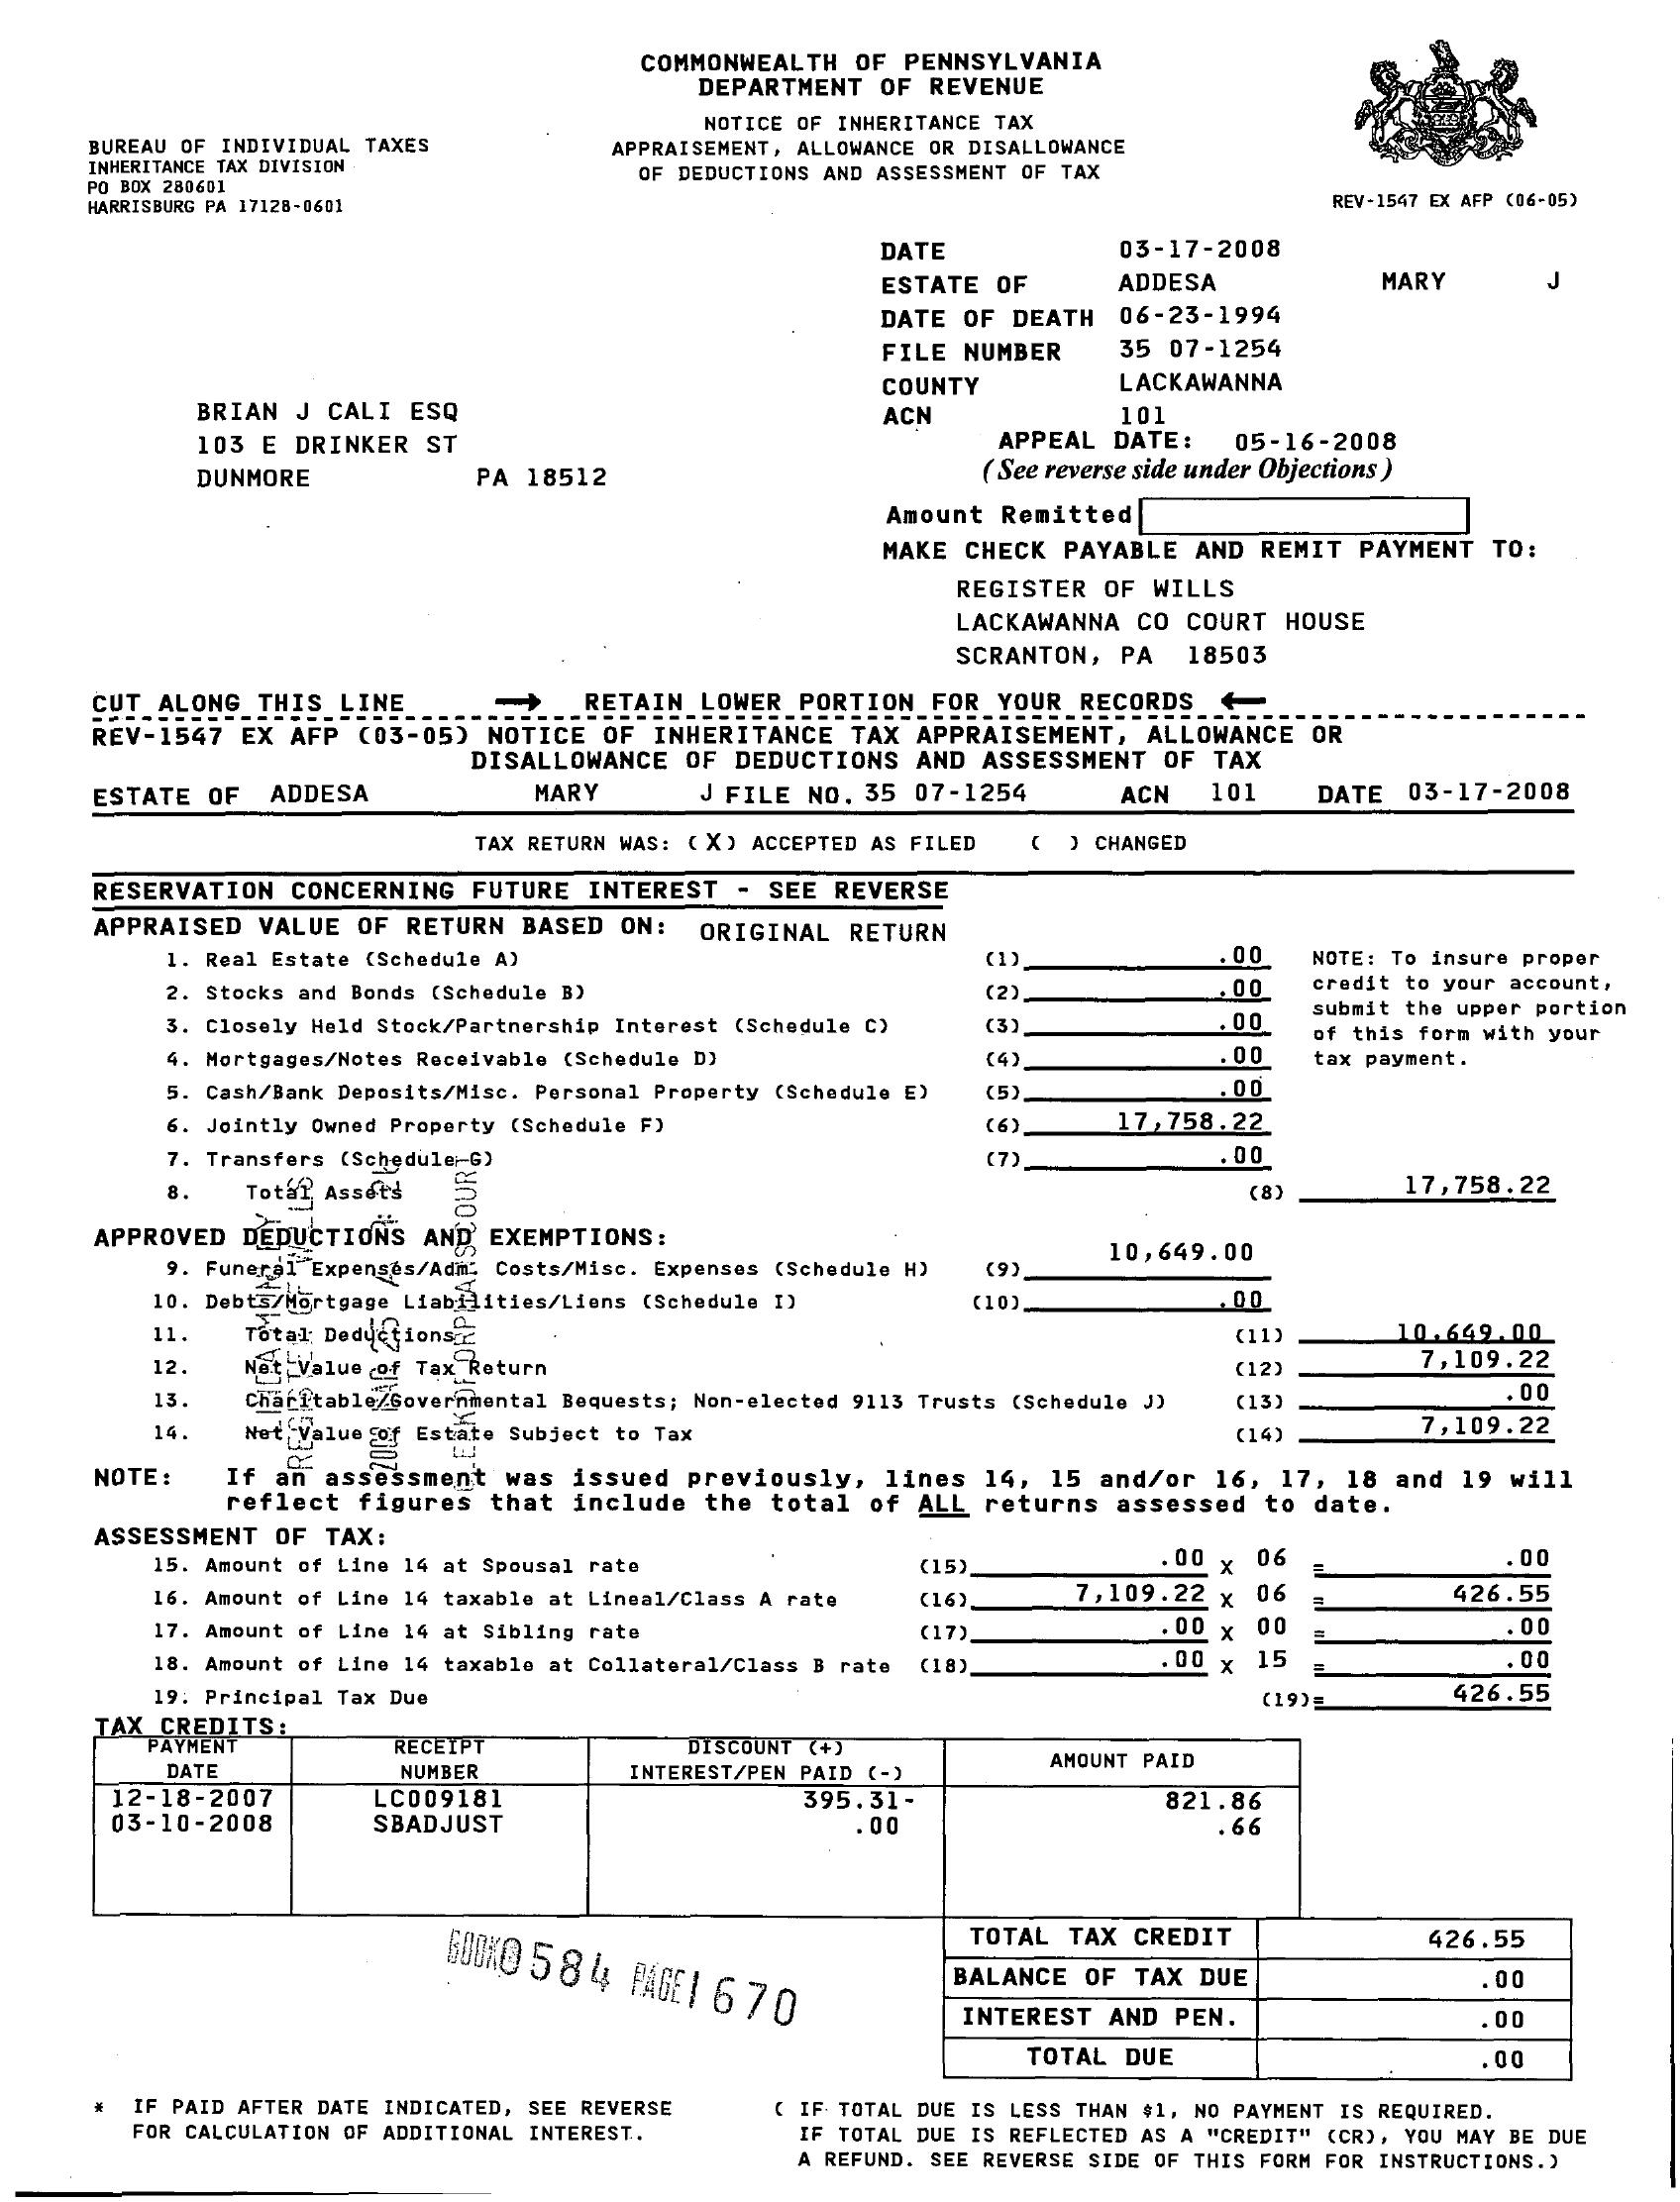 COMMONWEALTH OF PENNSYLVANIA
DEPARTMENT OF REVENUE
NOTICE OF INHERITANCE TAX
APPRAISEMENT, ALLOWANCE OR DISALLOWANCE
OF DEDUCTIONS AND ASSESSMENT OF TAX
BUREAU OF INDIVIDUAL TAXES
INHERITANCE TAX DIVISION
PO BOX 280601
HARRISBURG PA 17128-0601
REV-1547 EX AFP (06-05)
DATE 03-17-2008
ESTATE OF ADDESA MARY J
DATE OF DEATH 06-23-1994
FILE NUMBER 35 07-1254
COUNTY LACKAWANNA
ACN 101
APPEAL DATE: 05-16-2008
(See reverse side under Objections)
BRIAN J CALI ESQ
103 E DRINKER ST
DUNMORE PA 18512
Amount Remitted
MAKE CHECK PAYABLE AND REMIT PAYMENT TO:
REGISTER OF WILLS
LACKAWANNA CO COURT HOUSE
SCRANTON, PA 18503
CUT ALONG THIS LINE → RETAIN LOWER PORTION FOR YOUR RECORDS ←
REV-1547 EX AFP (03-05) NOTICE OF INHERITANCE TAX APPRAISEMENT, ALLOWANCE OR
DISALLOWANCE OF DEDUCTIONS AND ASSESSMENT OF TAX
ESTATE OF ADDESA MARY J FILE NO. 35 07-1254 ACN 101 DATE 03-17-2008
TAX RETURN WAS: (X) ACCEPTED AS FILED ( ) CHANGED
RESERVATION CONCERNING FUTURE INTEREST - SEE REVERSE
APPRAISED VALUE OF RETURN BASED ON: ORIGINAL RETURN
1. Real Estate (Schedule A) (1) .00
2. Stocks and Bonds (Schedule B) (2) .00
3. Closely Held Stock/Partnership Interest (Schedule C) (3) .00
4. Mortgages/Notes Receivable (Schedule D) (4) .00
5. Cash/Bank Deposits/Misc. Personal Property (Schedule E) (5) .00
6. Jointly Owned Property (Schedule F) (6) 17,758.22
7. Transfers (Schedule G) (7) .00
8. Total Assets (8) 17,758.22
NOTE: To insure proper
credit to your account,
submit the upper portion
of this form with your
tax payment.
APPROVED DEDUCTIONS AND EXEMPTIONS:
9. Funeral Expenses/Adm. Costs/Misc. Expenses (Schedule H) (9) 10,649.00
10. Debts/Mortgage Liabilities/Liens (Schedule I) (10) .00
11. Total Deductions (11) 10,649.00
12. Net Value of Tax Return (12) 7,109.22
13. Charitable/Governmental Bequests; Non-elected 9113 Trusts (Schedule J) (13) .00
14. Net Value of Estate Subject to Tax (14) 7,109.22
NOTE: If an assessment was issued previously, lines 14, 15 and/or 16, 17, 18 and 19 will
reflect figures that include the total of ALL returns assessed to date.
ASSESSMENT OF TAX:
15. Amount of Line 14 at Spousal rate (15) .00 X 06 = .00
16. Amount of Line 14 taxable at Lineal/Class A rate (16) 7,109.22 X 06 = 426.55
17. Amount of Line 14 at Sibling rate (17) .00 X 00 = .00
18. Amount of Line 14 taxable at Collateral/Class B rate (18) .00 X 15 = .00
19. Principal Tax Due (19)= 426.55
TAX CREDITS:
PAYMENT DATE RECEIPT NUMBER DISCOUNT (+) INTEREST/PEN PAID (-) AMOUNT PAID
12-18-2007 LC009181 395.31- 821.86
03-10-2008 SBADJUST .00 .66
TOTAL TAX CREDIT 426.55
BALANCE OF TAX DUE .00
INTEREST AND PEN. .00
TOTAL DUE .00
BOOK 0584 PAGE 1670
* IF PAID AFTER DATE INDICATED, SEE REVERSE
FOR CALCULATION OF ADDITIONAL INTEREST.
( IF TOTAL DUE IS LESS THAN $1, NO PAYMENT IS REQUIRED.
IF TOTAL DUE IS REFLECTED AS A "CREDIT" (CR), YOU MAY BE DUE
A REFUND. SEE REVERSE SIDE OF THIS FORM FOR INSTRUCTIONS.)